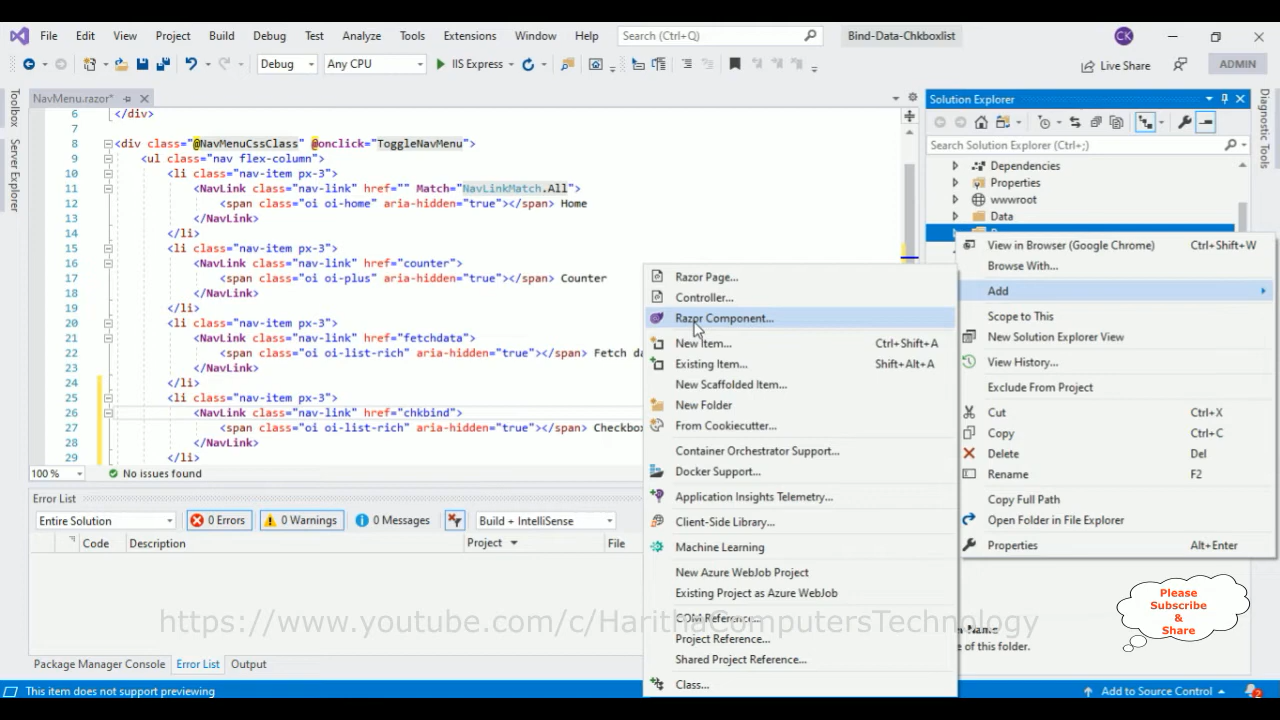 File Edit View Project Build Debug Test Analyze Tools Extensions Window Help Search (Ctrl+Q) Bind-Data-Chkboxlist CK
Debug Any CPU IIS Express Live Share ADMIN
Toolbox
Server Explorer
NavMenu.razor*
6 </div>
7
8 <div class="@NavMenuCssClass" @onclick="ToggleNavMenu">
9 <ul class="nav flex-column">
10 <li class="nav-item px-3">
11 <NavLink class="nav-link" href="" Match="NavLinkMatch.All">
12 <span class="oi oi-home" aria-hidden="true"></span> Home
13 </NavLink>
14 </li>
15 <li class="nav-item px-3">
16 <NavLink class="nav-link" href="counter">
17 <span class="oi oi-plus" aria-hidden="true"></span> Counter
18 </NavLink>
19 </li>
20 <li class="nav-item px-3">
21 <NavLink class="nav-link" href="fetchdata">
22 <span class="oi oi-list-rich" aria-hidden="true"></span> Fetch da
23 </NavLink>
24 </li>
25 <li class="nav-item px-3">
26 <NavLink class="nav-link" href="chkbind">
27 <span class="oi oi-list-rich" aria-hidden="true"></span> Checkbox
28 </NavLink>
29 </li>
100 % No issues found
Solution Explorer
Search Solution Explorer (Ctrl+;)
Dependencies
Properties
wwwroot
Data
Diagnostic Tools
View in Browser (Google Chrome) Ctrl+Shift+W
Browse With...
Add
Scope to This
New Solution Explorer View
View History...
Exclude From Project
Cut Ctrl+X
Copy Ctrl+C
Delete Del
Rename F2
Copy Full Path
Open Folder in File Explorer
Properties Alt+Enter
Razor Page...
Controller...
Razor Component...
New Item... Ctrl+Shift+A
Existing Item... Shift+Alt+A
New Scaffolded Item...
New Folder
From Cookiecutter...
Container Orchestrator Support...
Docker Support...
Application Insights Telemetry...
Client-Side Library...
Machine Learning
New Azure WebJob Project
Existing Project as Azure WebJob
COM Reference...
Project Reference...
Shared Project Reference...
Class...
Error List
Entire Solution 0 Errors 0 Warnings 0 Messages Build + IntelliSense
Code Description Project File
https://www.youtube.com/c/HarithaComputersTechnology
Please
Subscribe
&
Share
Name
e of this folder.
Package Manager Console Error List Output
This item does not support previewing Add to Source Control 2